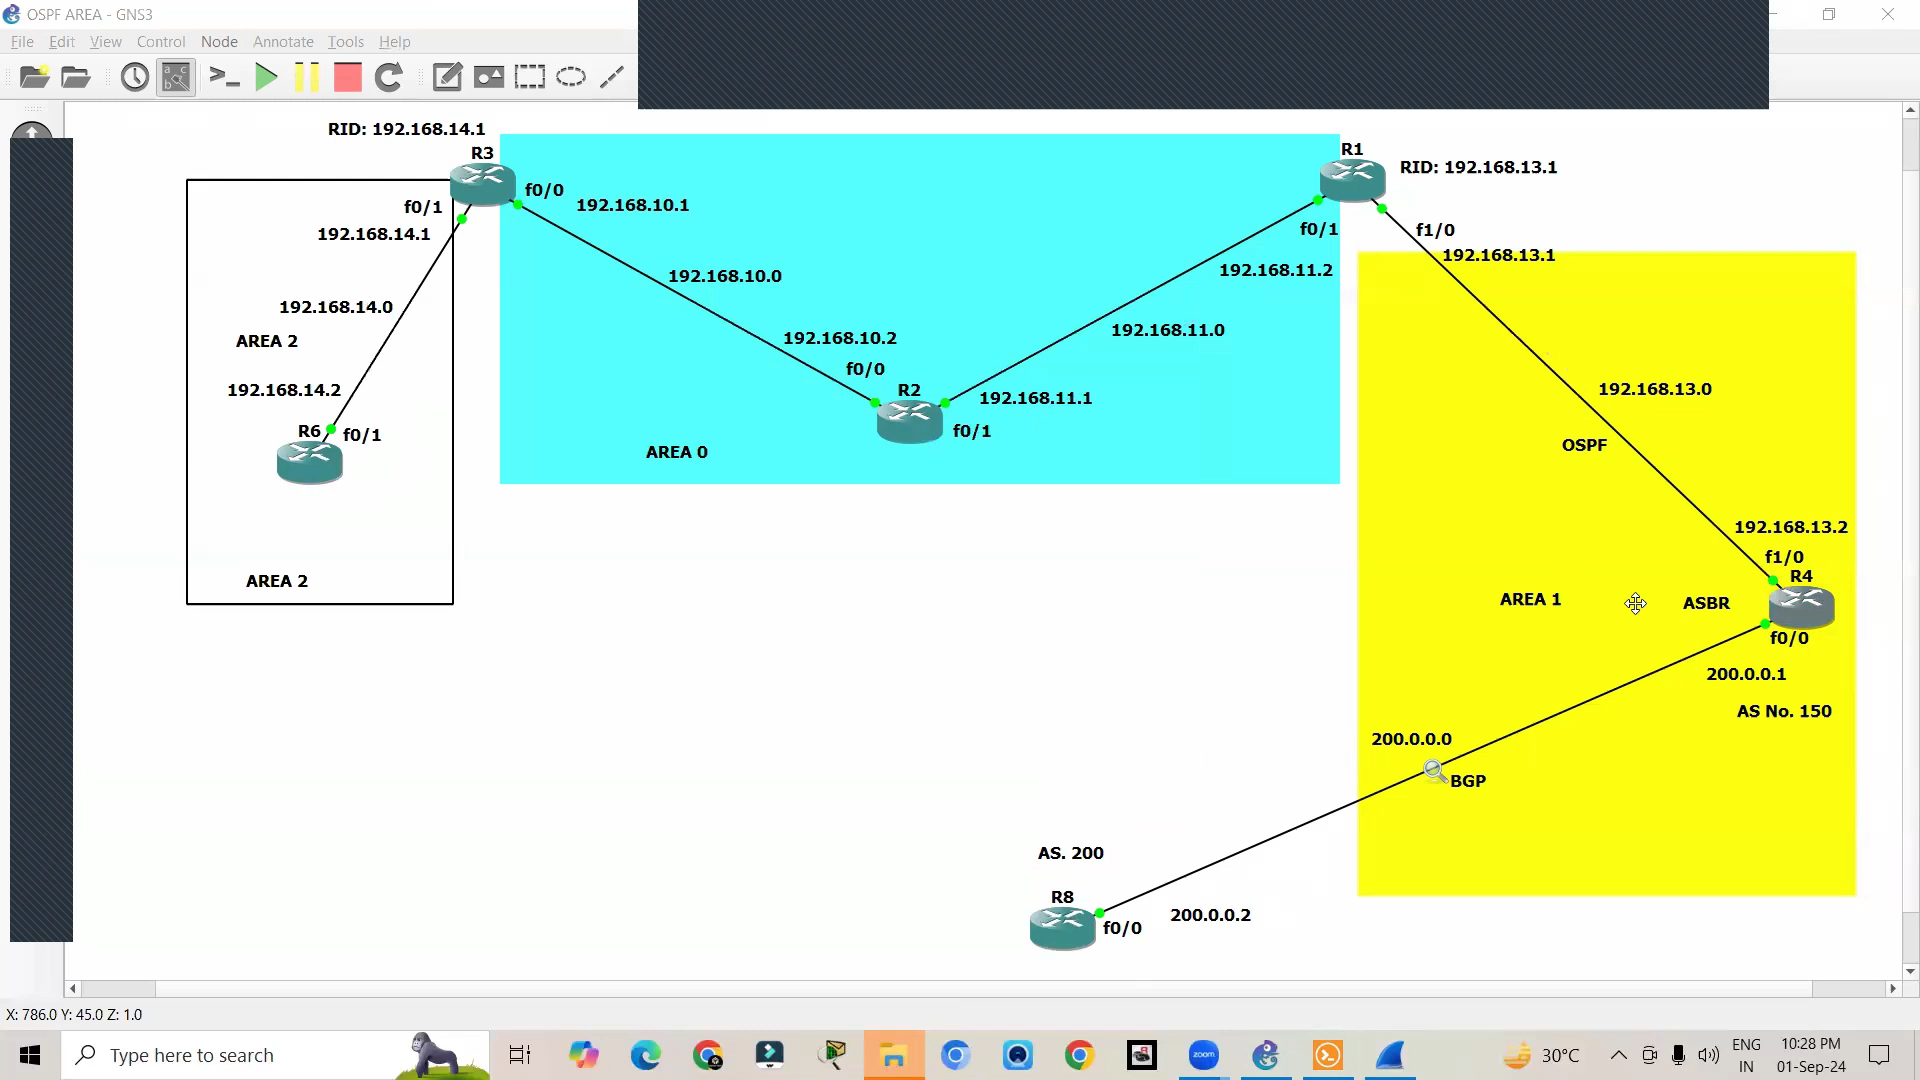 OSPF AREA - GNS3
File Edit View Control Node Annotate Tools Help
RID: 192.168.14.1
R3
f0/0
192.168.10.1
f0/1
192.168.14.1
192.168.14.0
AREA 2
192.168.14.2
R6
f0/1
AREA 2
192.168.10.0
192.168.10.2
f0/0
R2
192.168.11.1
f0/1
AREA 0
R1
RID: 192.168.13.1
f0/1
192.168.11.2
192.168.11.0
f1/0
192.168.13.1
192.168.13.0
OSPF
192.168.13.2
f1/0
R4
AREA 1
ASBR
f0/0
200.0.0.1
AS No. 150
200.0.0.0
BGP
AS. 200
R8
f0/0
200.0.0.2
X: 786.0 Y: 45.0 Z: 1.0
Type here to search
zoom
30°C
ENG
IN
10:28 PM
01-Sep-24